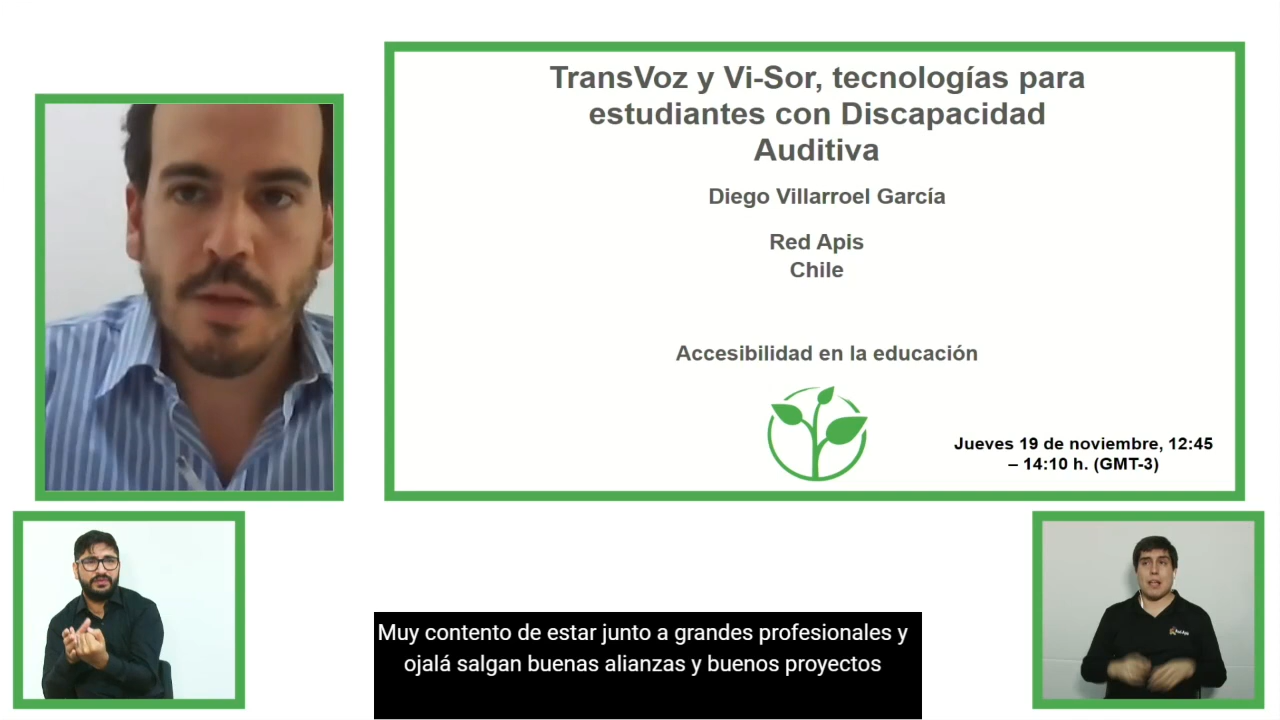 TransVoz y Vi-Sor, tecnologías para
estudiantes con Discapacidad
Auditiva
Diego Villarroel García
Red Apis
Chile
Accesibilidad en la educación
Jueves 19 de noviembre, 12:45
– 14:10 h. (GMT-3)
Muy contento de estar junto a grandes profesionales y
ojalá salgan buenas alianzas y buenos proyectos